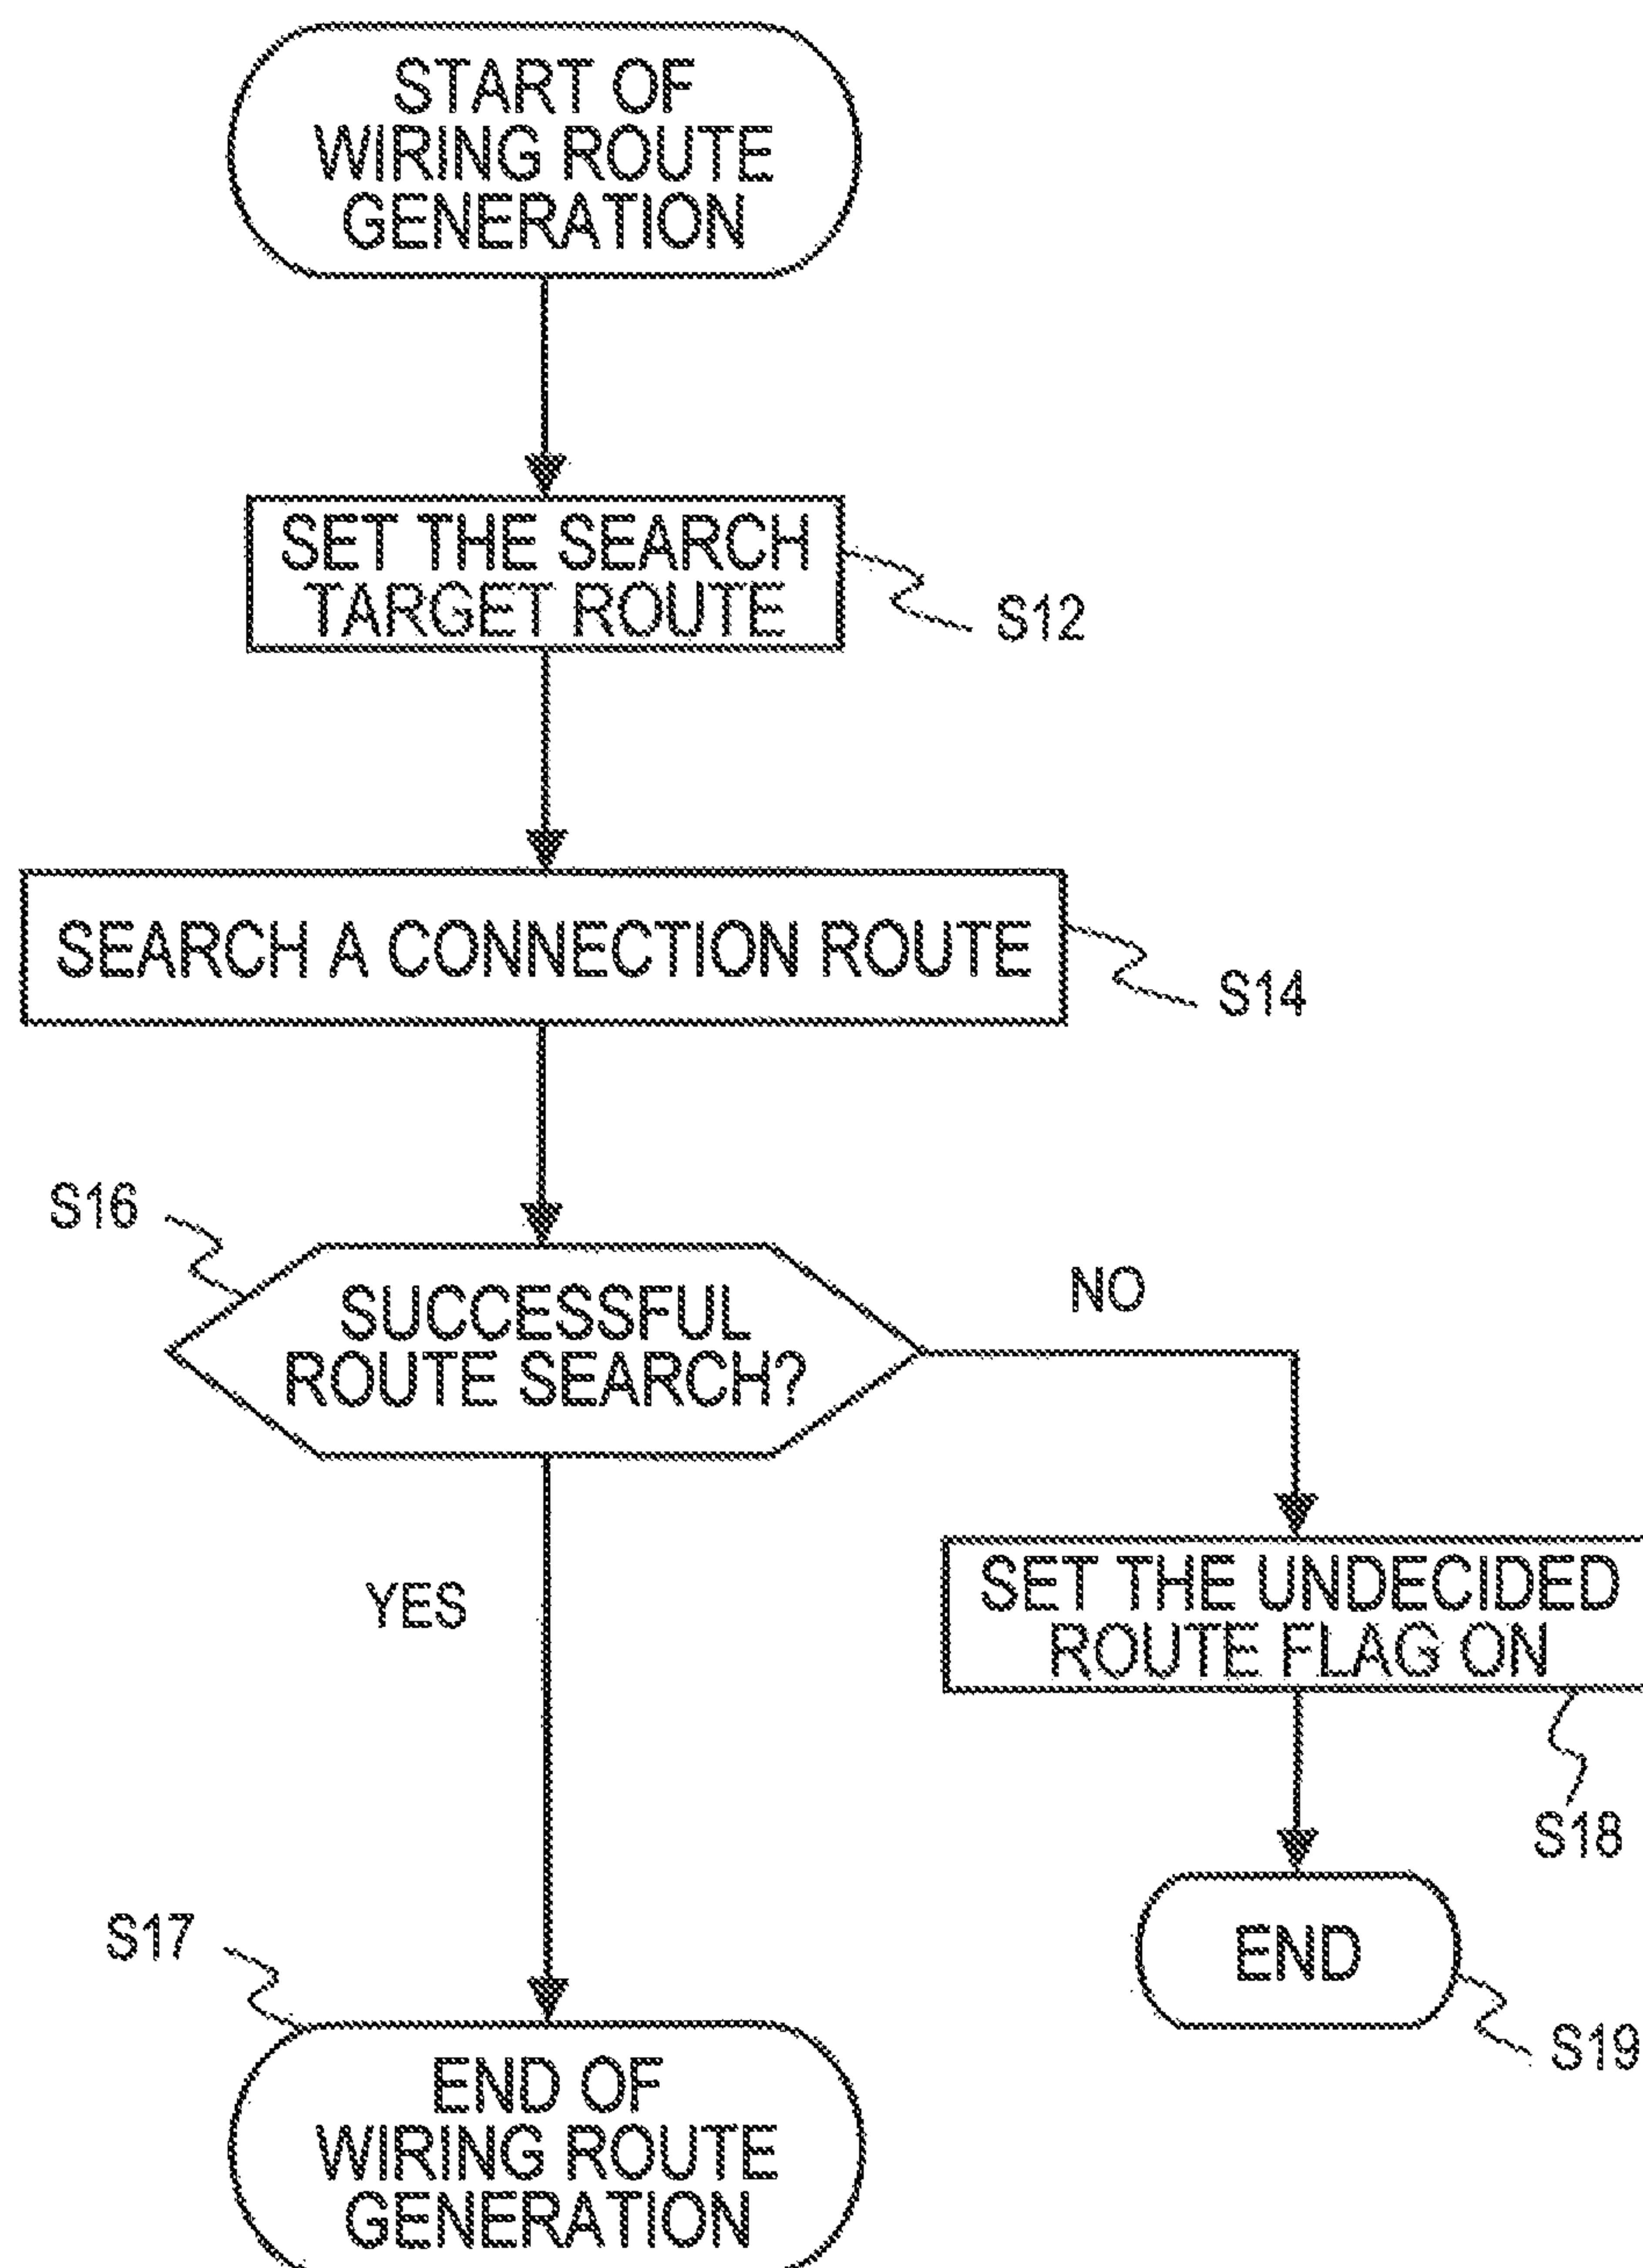 START OF
WIRING ROUTE
GENERATION
SET THE SEARCH
TARGET ROUTE
S12
SEARCH A CONNECTION ROUTE
S14
S16
SUCCESSFUL
ROUTE SEARCH?
NO
YES
SET THE UNDECIDED
ROUTE FLAG ON
S18
END
S19
S17
END OF
WIRING ROUTE
GENERATION